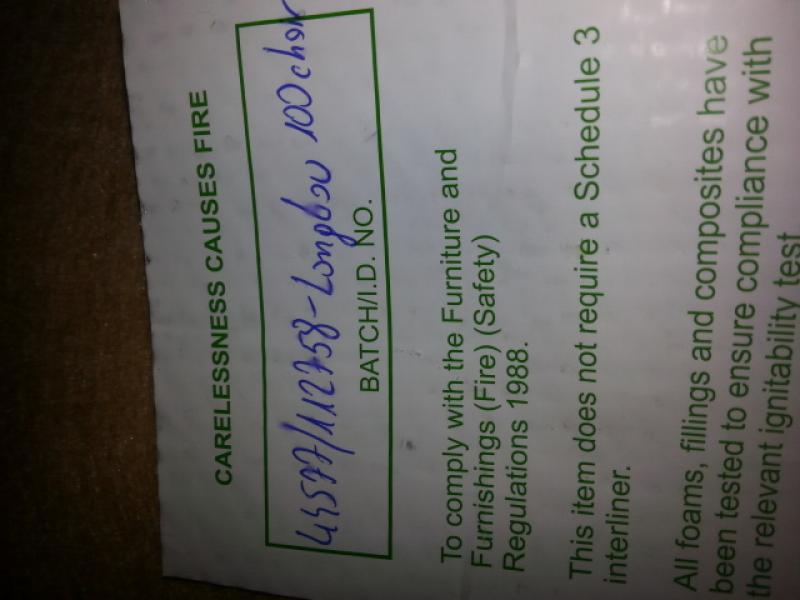 CARELESSNESS CAUSES FIRE
44577/112758-Longbow 100cham
BATCH/I.D. NO.
To comply with the Furniture and
Furnishings (Fire) (Safety)
Regulations 1988.
This item does not require a Schedule 3
interliner.
All foams, fillings and composites have
been tested to ensure compliance with
the relevant ignitability test